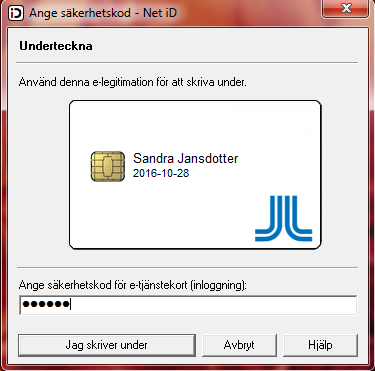 Ange säkerhetskod - Net iD
Underteckna
Använd denna e-legitimation för att skriva under.
Sandra Jansdotter
2016-10-28
Ange säkerhetskod för e-tjänstekort (inloggning):
●●●●●●
Jag skriver under
Avbryt
Hjälp